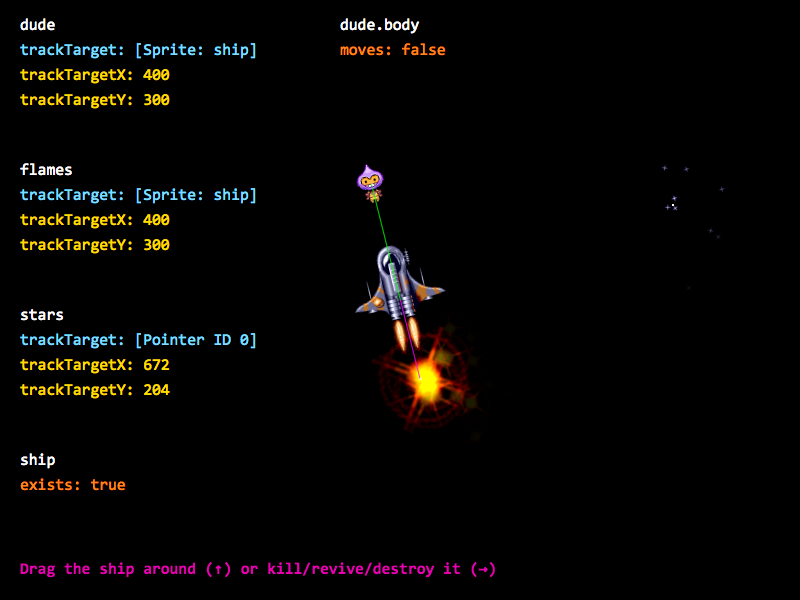 dude
trackTarget: [Sprite: ship]
trackTargetX: 400
trackTargetY: 300
dude.body
moves: false
flames
trackTarget: [Sprite: ship]
trackTargetX: 400
trackTargetY: 300
stars
trackTarget: [Pointer ID 0]
trackTargetX: 672
trackTargetY: 204
ship
exists: true
Drag the ship around (↑) or kill/revive/destroy it (→)